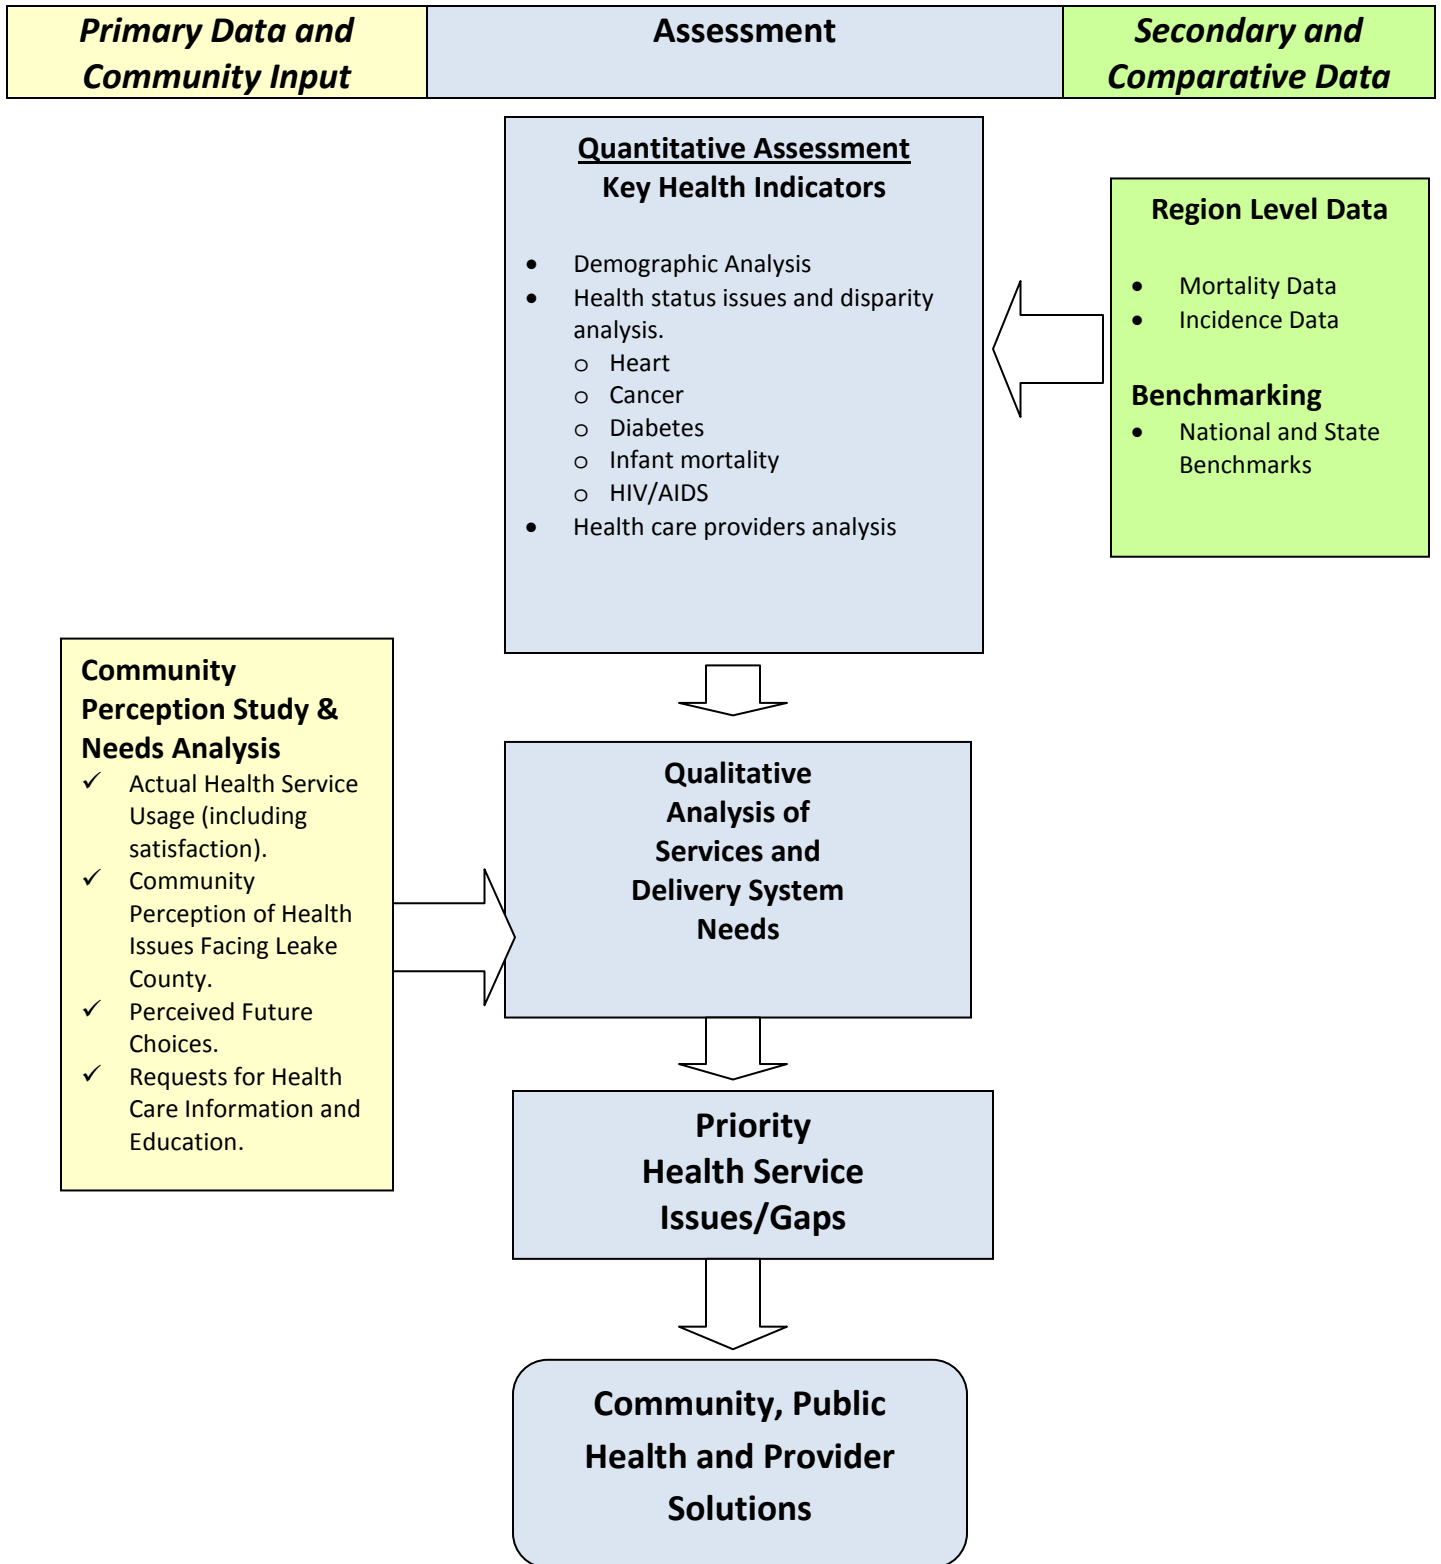 Primary Data and
Community Input
Assessment
Secondary and
Comparative Data
Quantitative Assessment
Key Health Indicators
• Demographic Analysis
• Health status issues and disparity
analysis.
o Heart
o Cancer
o Diabetes
o Infant mortality
o HIV/AIDS
• Health care providers analysis
Region Level Data
• Mortality Data
• Incidence Data
Benchmarking
• National and State
Benchmarks
Community
Perception Study &
Needs Analysis
✓ Actual Health Service
Usage (including
satisfaction).
✓ Community
Perception of Health
Issues Facing Leake
County.
✓ Perceived Future
Choices.
✓ Requests for Health
Care Information and
Education.
Qualitative
Analysis of
Services and
Delivery System
Needs
Priority
Health Service
Issues/Gaps
Community, Public
Health and Provider
Solutions